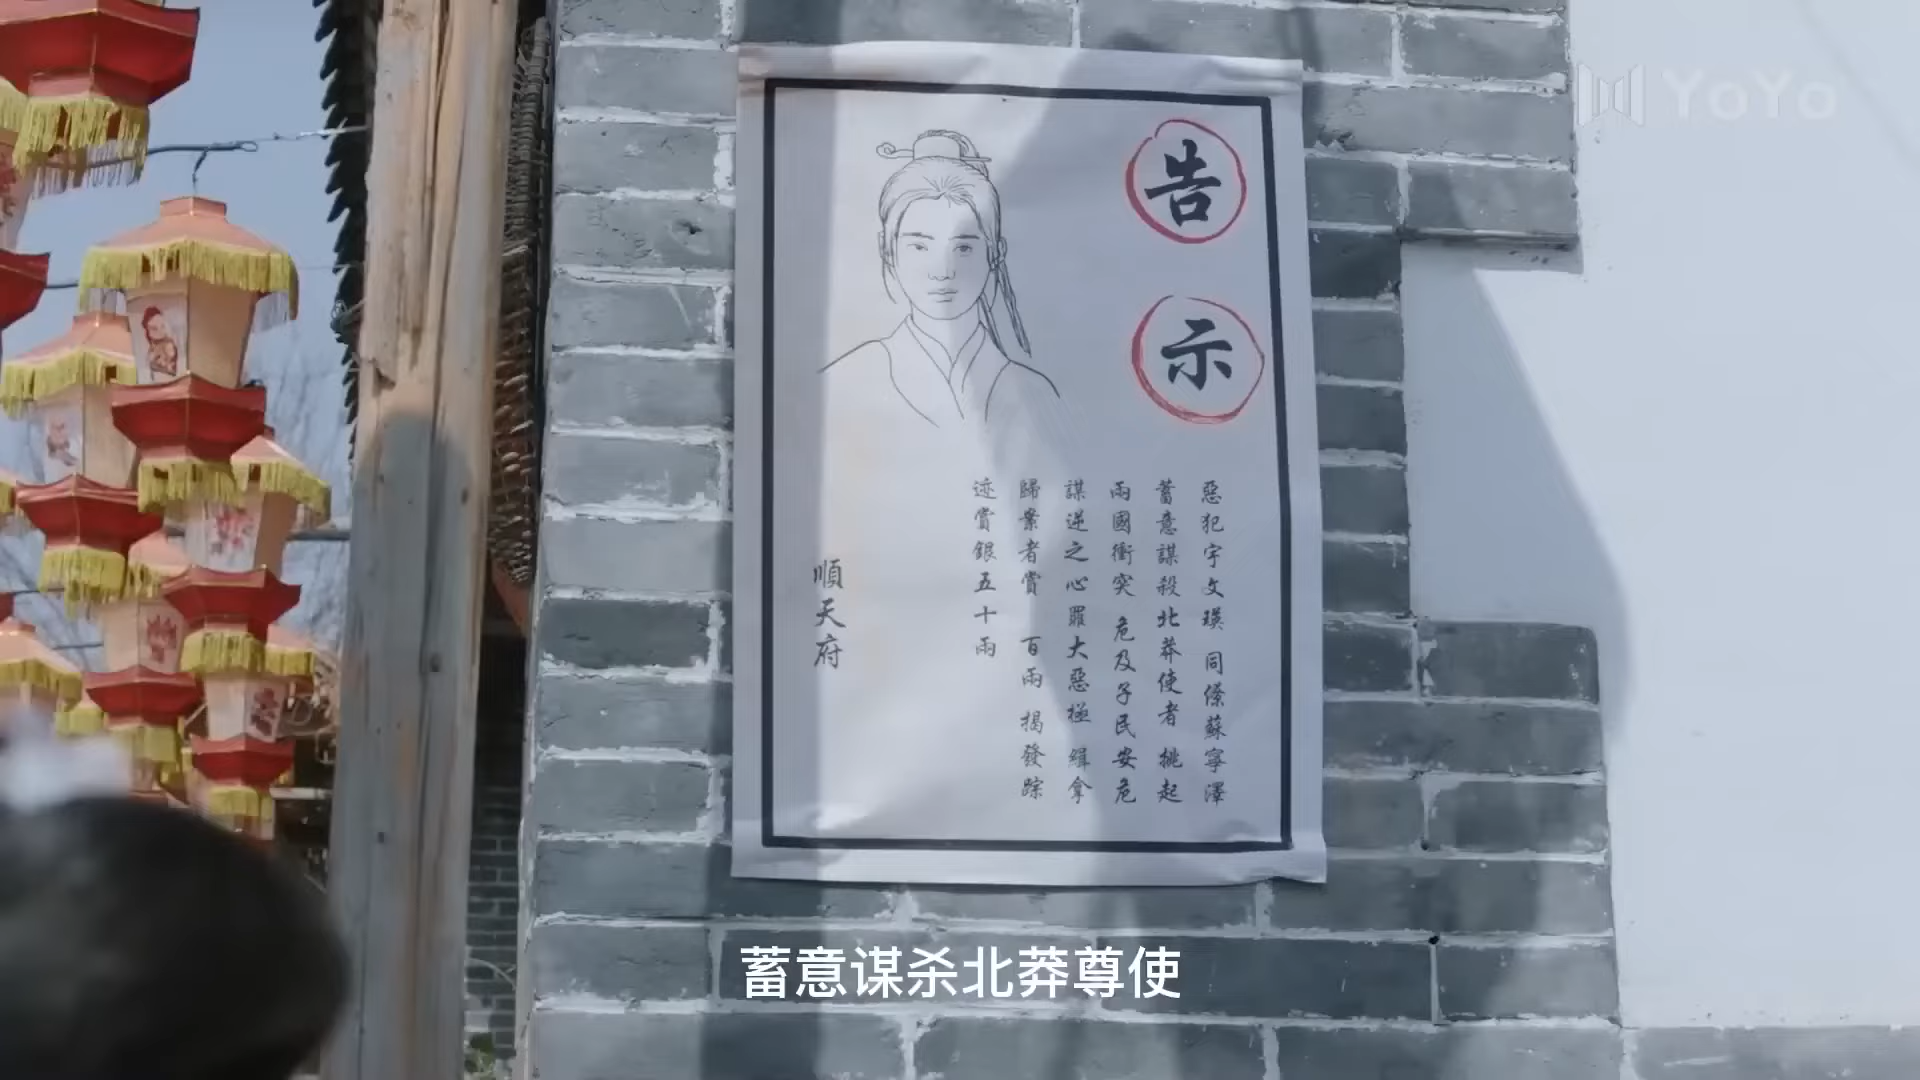 YoYo
告
示
惡犯宇文瑛 同僚蘇寧澤
蓄意謀殺北莽使者 挑起
兩國衝突 危及子民安危
謀逆之心罪大惡極 緝拿
歸案者賞 百兩 揭發踪
迹賞銀五十兩
順天府
蓄意谋杀北莽尊使